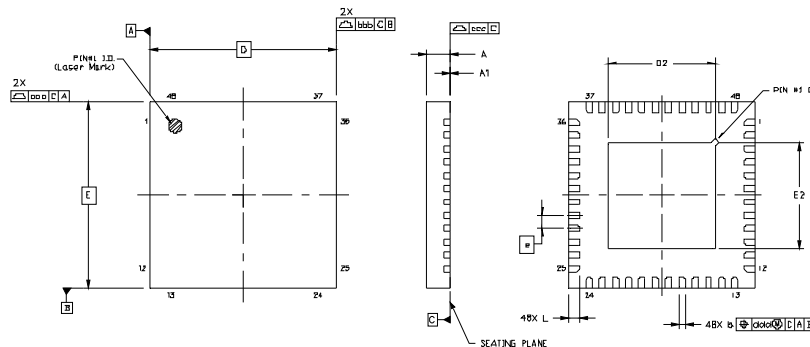 2X
bbb C B
A
D
PIN#1 I.D.
(Laser Mark)
2X
aaa C A
48
37
1
36
E
12
25
13
24
B
ccc C
A
A1
C
SEATING PLANE
D2
37
48
PIN #1
36
1
E2
e
25
12
24
13
48X L
48X b
ddd M C A B